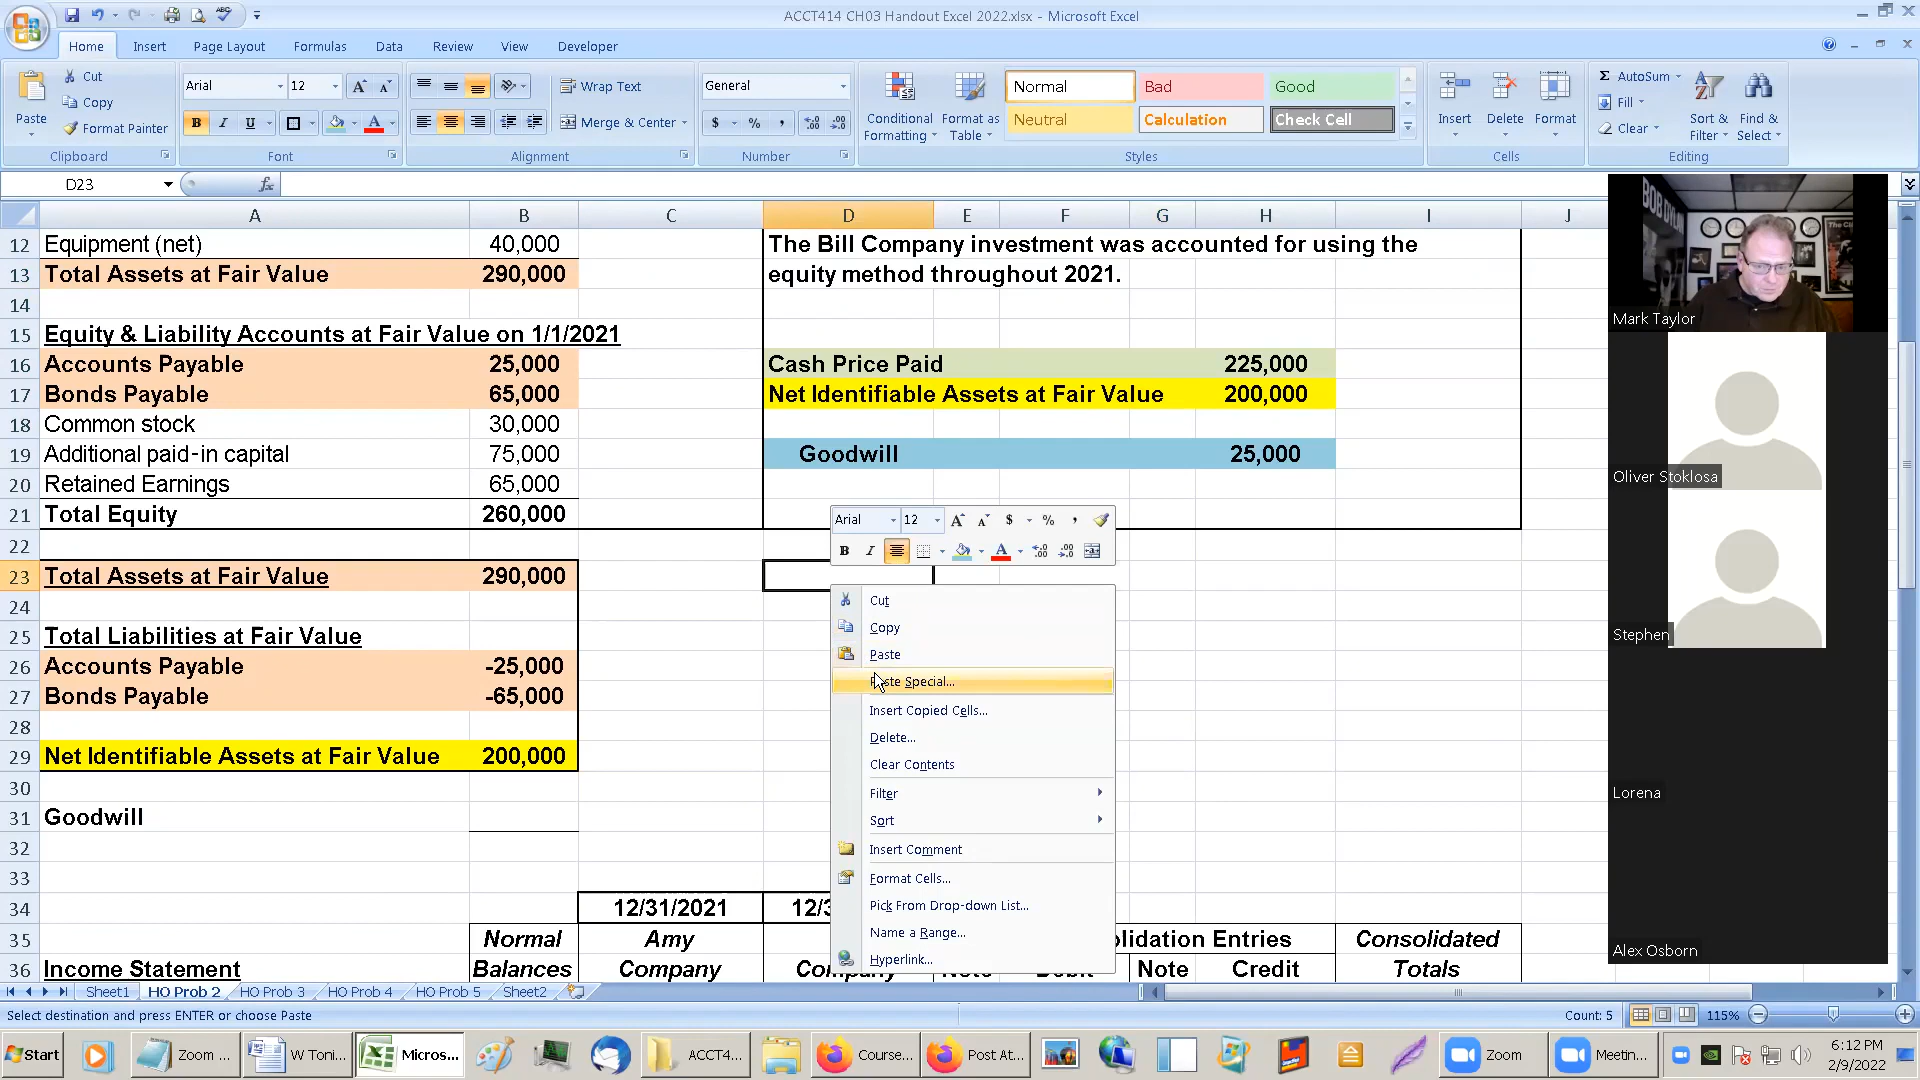 ACCT414 CH03 Handout Excel 2022.xlsx - Microsoft Excel
Home Insert Page Layout Formulas Data Review View Developer
Paste
Cut
Copy
Format Painter
Clipboard
Arial 12
B I U
Font
Wrap Text
Merge & Center
Alignment
General
$ % ,
Number
Conditional Formatting
Format as Table
Normal Bad Good
Neutral Calculation Check Cell
Styles
Insert Delete Format
Cells
Σ AutoSum
Fill
Clear
Sort & Filter
Find & Select
Editing
D23 fx
A B C D E F G H I J
12 Equipment (net) 40,000 The Bill Company investment was accounted for using the
13 Total Assets at Fair Value 290,000 equity method throughout 2021.
14
15 Equity & Liability Accounts at Fair Value on 1/1/2021
16 Accounts Payable 25,000 Cash Price Paid 225,000
17 Bonds Payable 65,000 Net Identifiable Assets at Fair Value 200,000
18 Common stock 30,000
19 Additional paid-in capital 75,000 Goodwill 25,000
20 Retained Earnings 65,000
21 Total Equity 260,000
22
23 Total Assets at Fair Value 290,000
24
25 Total Liabilities at Fair Value
26 Accounts Payable -25,000
27 Bonds Payable -65,000
28
29 Net Identifiable Assets at Fair Value 200,000
30
31 Goodwill
32
33
34 12/31/2021
35 Normal Amy Consolidated
36 Income Statement Balances Company Note Credit Totals
Arial 12 $ % ,
B I
Cut
Copy
Paste
Special...
Insert Copied Cells...
Delete...
Clear Contents
Filter
Sort
Insert Comment
Format Cells...
Pick From Drop-down List...
Name a Range...
Hyperlink...
BOB DYLAN
Mark Taylor
Oliver Stoklosa
Stephen
Lorena
Alex Osborn
Sheet1 HO Prob 2 HO Prob 3 HO Prob 4 HO Prob 5 Sheet2
Select destination and press ENTER or choose Paste Count: 5 115%
Start Zoom ... W Toni... Micros... ACCT4... Course... Post At... Zoom Meetin...
6:12 PM
2/9/2022